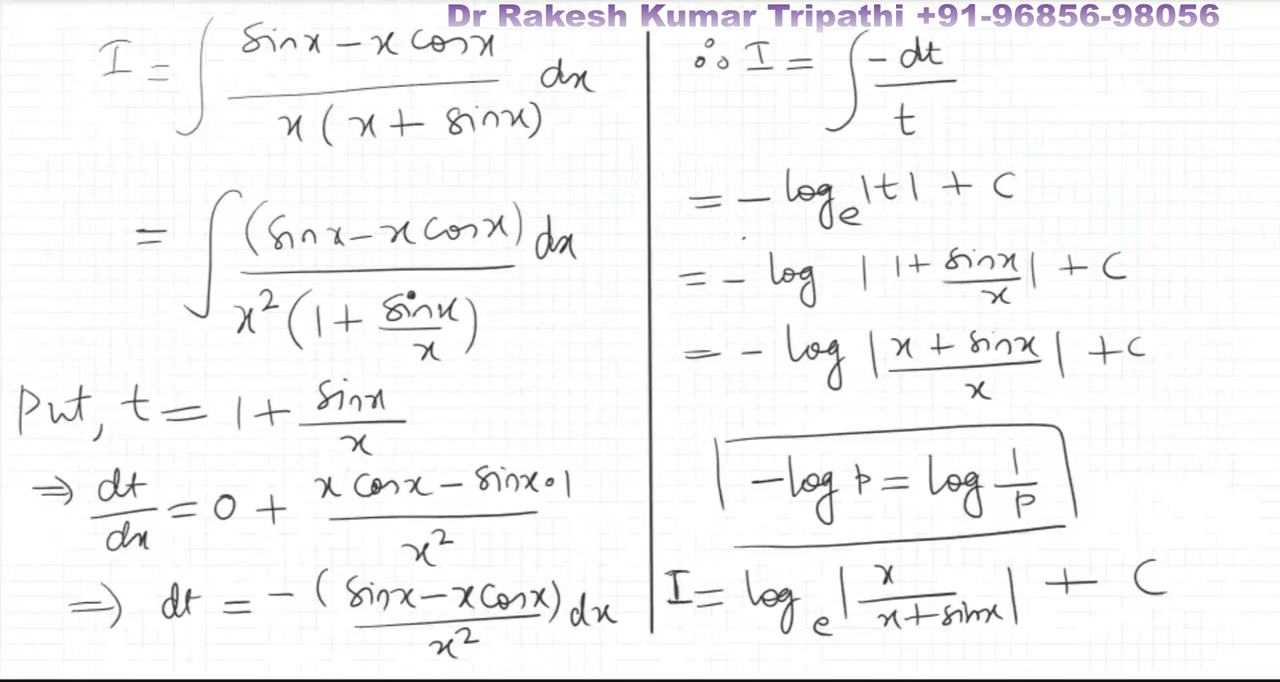 Dr Rakesh Kumar Tripathi +91-96856-98056
I = ∫ (sinx − x cosx) / (x(x + sinx)) dx
= ∫ (sinx − x cosx) dx / (x²(1 + sinx/x))
Put, t = 1 + sinx/x
⇒ dt/dx = 0 + (x cosx − sinx·1)/x²
⇒ dt = −(sinx − x cosx)/x² dx
∴ I = ∫ −dt/t
= − logₑ|t| + C
= − log |1 + sinx/x| + C
= − log |(x + sinx)/x| + C
−log p = log 1/p
I = logₑ |x/(x + sinx)| + C